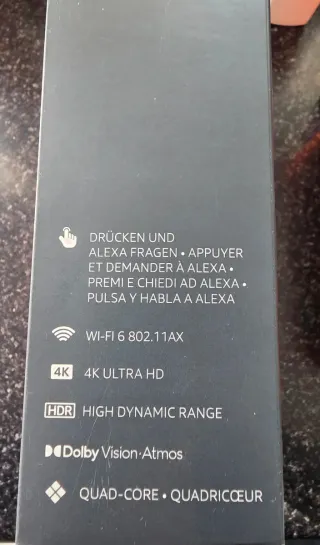 DRÜCKEN UND
ALEXA FRAGEN • APPUYER
ET DEMANDER À ALEXA •
PREMI E CHIEDI AD ALEXA •
PULSA Y HABLA A ALEXA
WI-FI 6 802.11AX
4K 4K ULTRA HD
HDR HIGH DYNAMIC RANGE
Dolby Vision·Atmos
QUAD-CORE • QUADRICŒUR